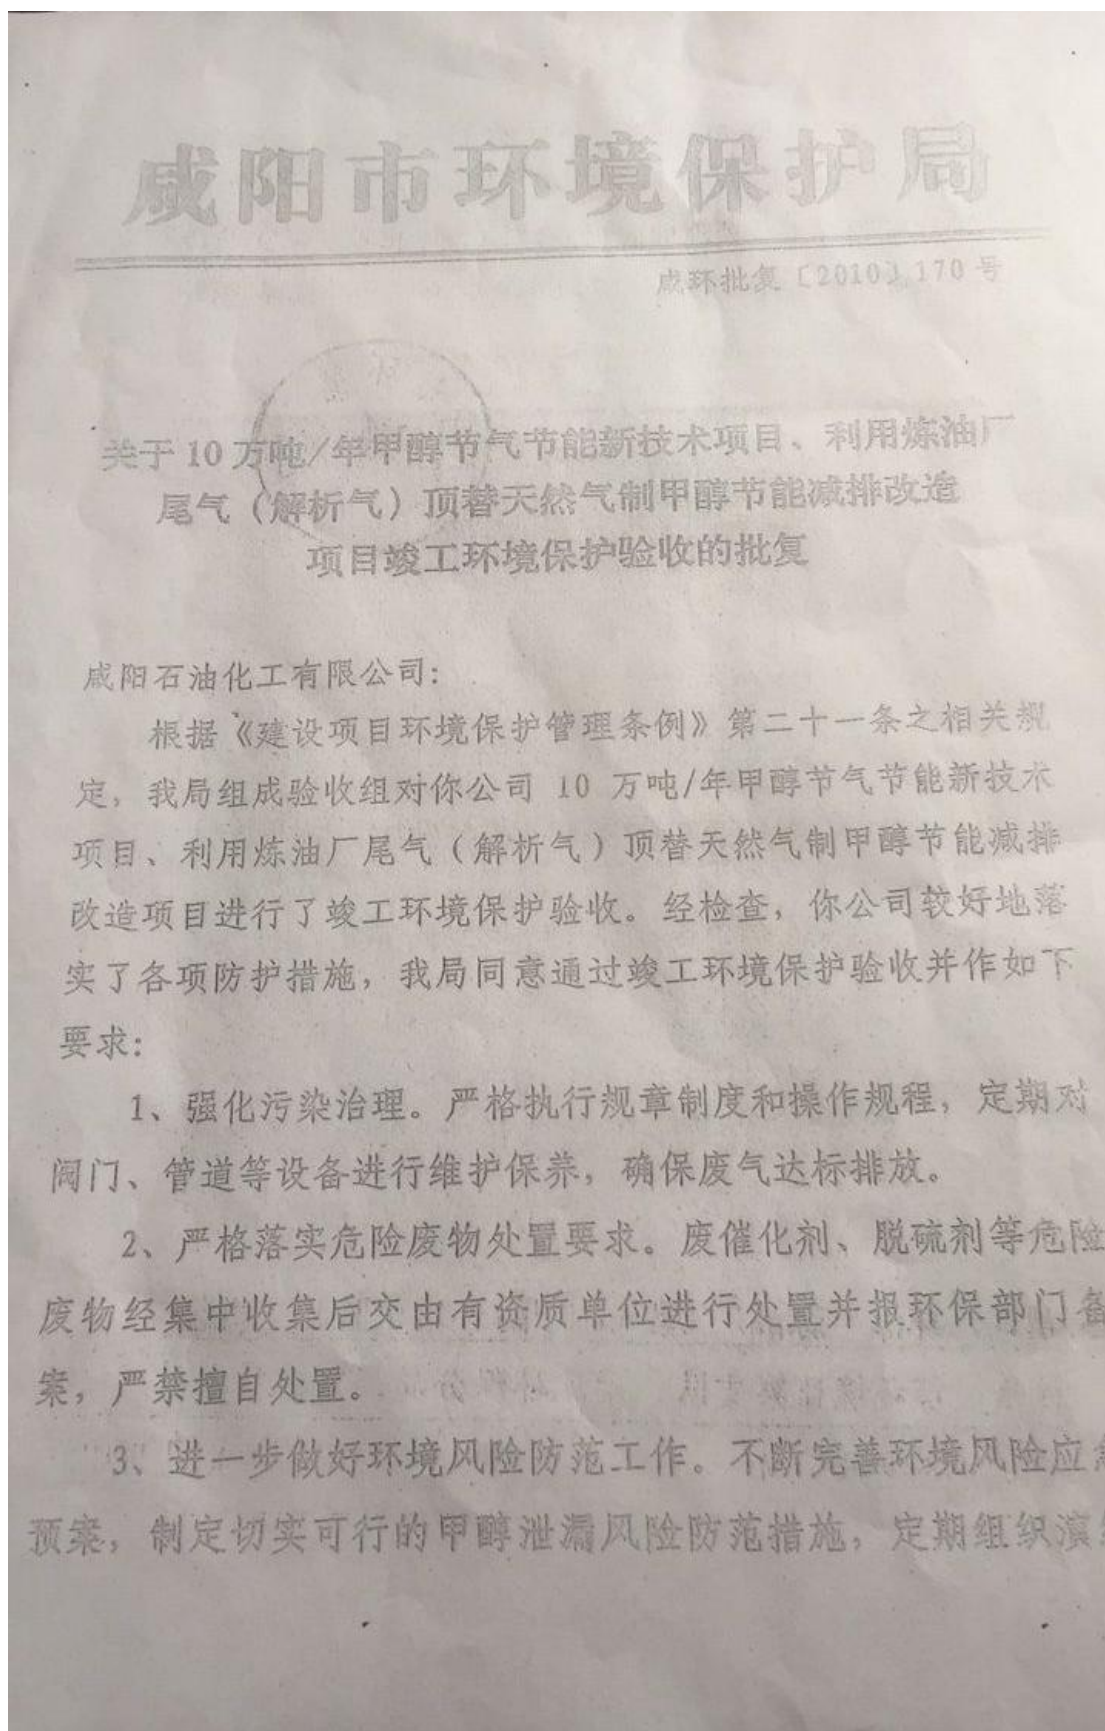 咸阳市环境保护局
咸环批复〔2010〕170 号
关于 10 万吨/年甲醇节气节能新技术项目、利用炼油厂
尾气（解析气）顶替天然气制甲醇节能减排改造
项目竣工环境保护验收的批复
咸阳石油化工有限公司：
根据《建设项目环境保护管理条例》第二十一条之相关规
定，我局组成验收组对你公司 10 万吨/年甲醇节气节能新技术
项目、利用炼油厂尾气（解析气）顶替天然气制甲醇节能减排
改造项目进行了竣工环境保护验收。经检查，你公司较好地落
实了各项防护措施，我局同意通过竣工环境保护验收并作如下
要求：
1、强化污染治理。严格执行规章制度和操作规程，定期对
阀门、管道等设备进行维护保养，确保废气达标排放。
2、严格落实危险废物处置要求。废催化剂、脱硫剂等危险
废物经集中收集后交由有资质单位进行处置并报环保部门备
案，严禁擅自处置。
3、进一步做好环境风险防范工作。不断完善环境风险应急
预案，制定切实可行的甲醇泄漏风险防范措施，定期组织演